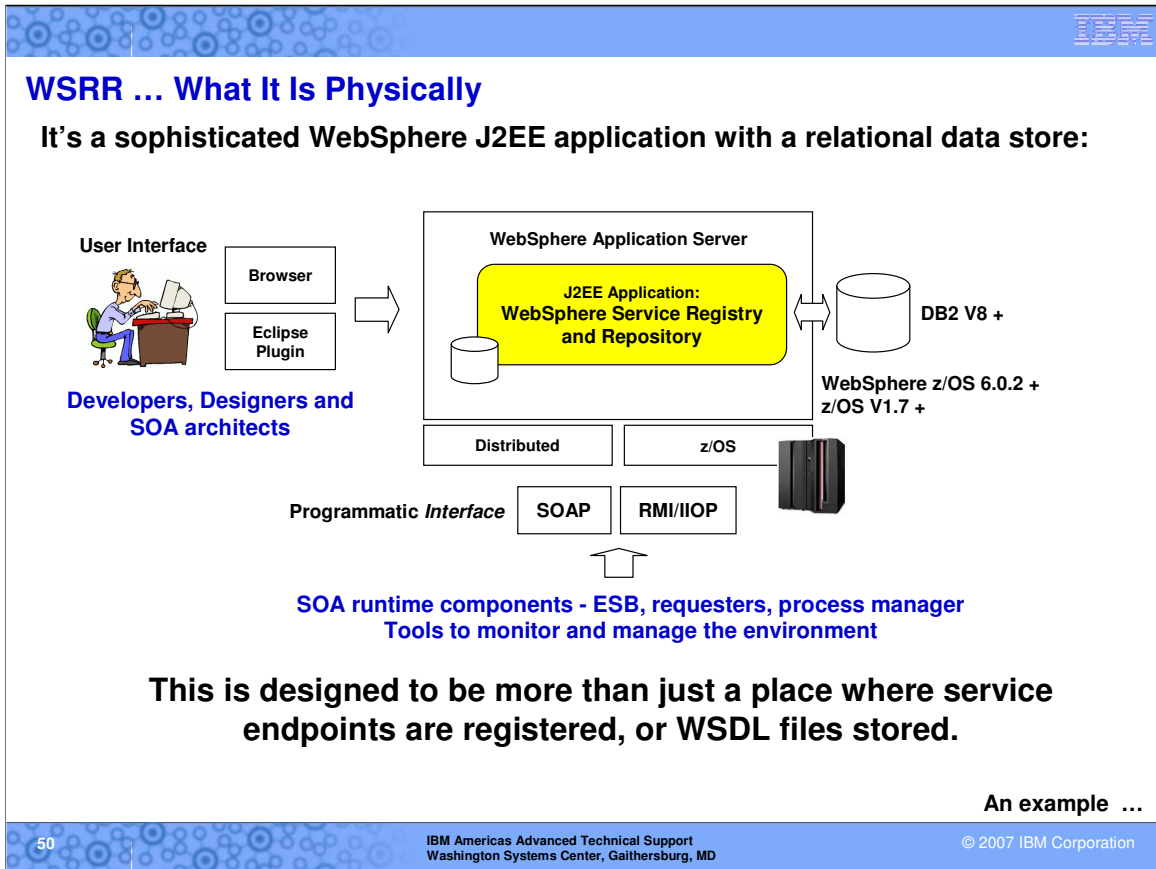 IBM
WSRR … What It Is Physically
It's a sophisticated WebSphere J2EE application with a relational data store:
User Interface
Browser
Eclipse
Plugin
Developers, Designers and
SOA architects
WebSphere Application Server
J2EE Application:
WebSphere Service Registry
and Repository
DB2 V8 +
WebSphere z/OS 6.0.2 +
z/OS V1.7 +
Distributed
z/OS
Programmatic Interface
SOAP
RMI/IIOP
SOA runtime components - ESB, requesters, process manager
Tools to monitor and manage the environment
This is designed to be more than just a place where service
endpoints are registered, or WSDL files stored.
An example …
50
IBM Americas Advanced Technical Support
Washington Systems Center, Gaithersburg, MD
© 2007 IBM Corporation